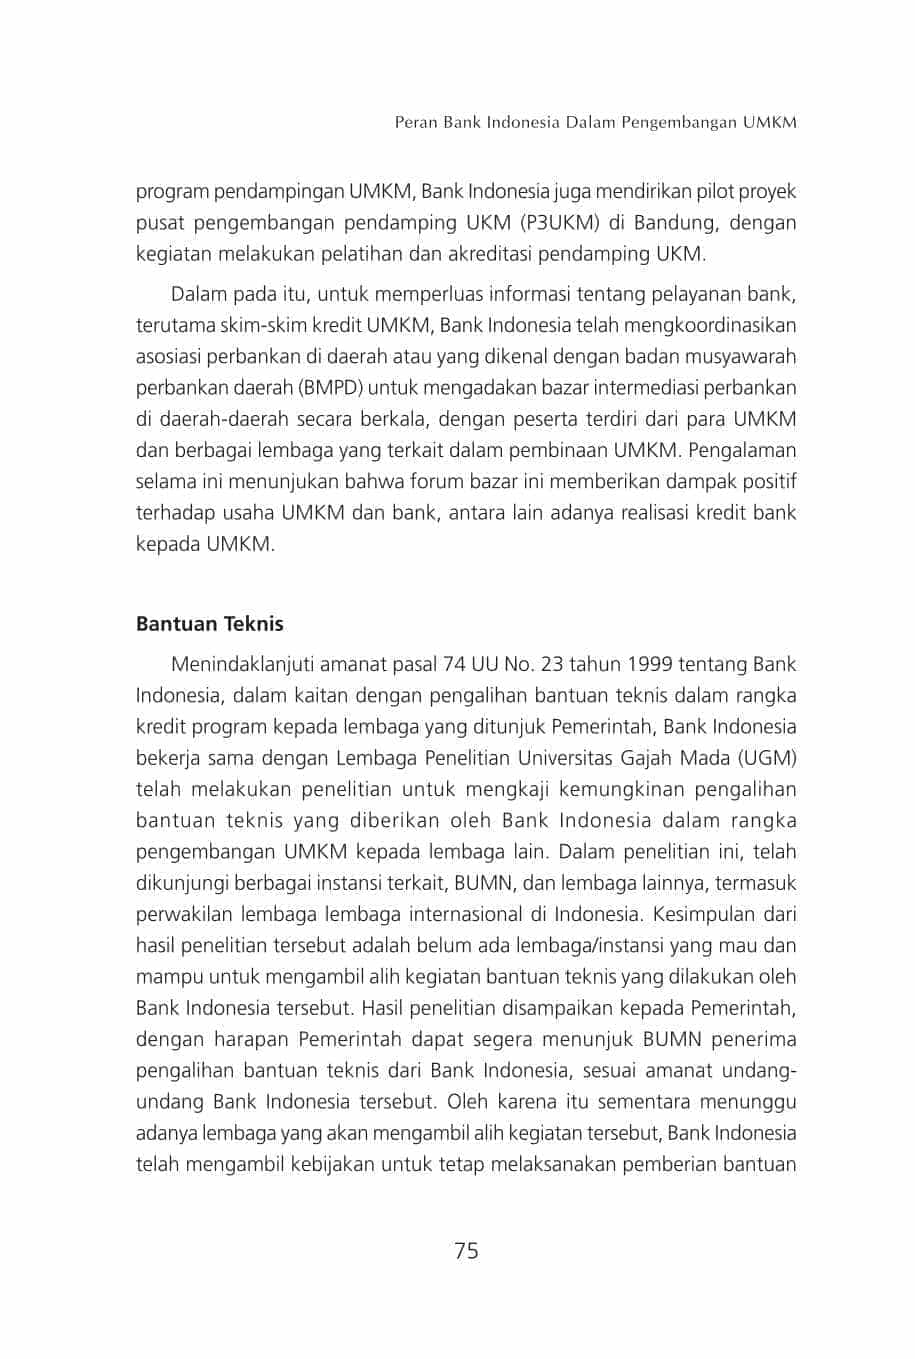 Peran Bank Indonesia Dalam Pengembangan UMKM
program pendampingan UMKM, Bank Indonesia juga mendirikan pilot proyek
pusat pengembangan pendamping UKM (P3UKM) di Bandung, dengan
kegiatan melakukan pelatihan dan akreditasi pendamping UKM.
Dalam pada itu, untuk memperluas informasi tentang pelayanan bank,
terutama skim-skim kredit UMKM, Bank Indonesia telah mengkoordinasikan
asosiasi perbankan di daerah atau yang dikenal dengan badan musyawarah
perbankan daerah (BMPD) untuk mengadakan bazar intermediasi perbankan
di daerah-daerah secara berkala, dengan peserta terdiri dari para UMKM
dan berbagai lembaga yang terkait dalam pembinaan UMKM. Pengalaman
selama ini menunjukan bahwa forum bazar ini memberikan dampak positif
terhadap usaha UMKM dan bank, antara lain adanya realisasi kredit bank
kepada UMKM.
Bantuan Teknis
Menindaklanjuti amanat pasal 74 UU No. 23 tahun 1999 tentang Bank
Indonesia, dalam kaitan dengan pengalihan bantuan teknis dalam rangka
kredit program kepada lembaga yang ditunjuk Pemerintah, Bank Indonesia
bekerja sama dengan Lembaga Penelitian Universitas Gajah Mada (UGM)
telah melakukan penelitian untuk mengkaji kemungkinan pengalihan
bantuan teknis yang diberikan oleh Bank Indonesia dalam rangka
pengembangan UMKM kepada lembaga lain. Dalam penelitian ini, telah
dikunjungi berbagai instansi terkait, BUMN, dan lembaga lainnya, termasuk
perwakilan lembaga lembaga internasional di Indonesia. Kesimpulan dari
hasil penelitian tersebut adalah belum ada lembaga/instansi yang mau dan
mampu untuk mengambil alih kegiatan bantuan teknis yang dilakukan oleh
Bank Indonesia tersebut. Hasil penelitian disampaikan kepada Pemerintah,
dengan harapan Pemerintah dapat segera menunjuk BUMN penerima
pengalihan bantuan teknis dari Bank Indonesia, sesuai amanat undang-
undang Bank Indonesia tersebut. Oleh karena itu sementara menunggu
adanya lembaga yang akan mengambil alih kegiatan tersebut, Bank Indonesia
telah mengambil kebijakan untuk tetap melaksanakan pemberian bantuan
75